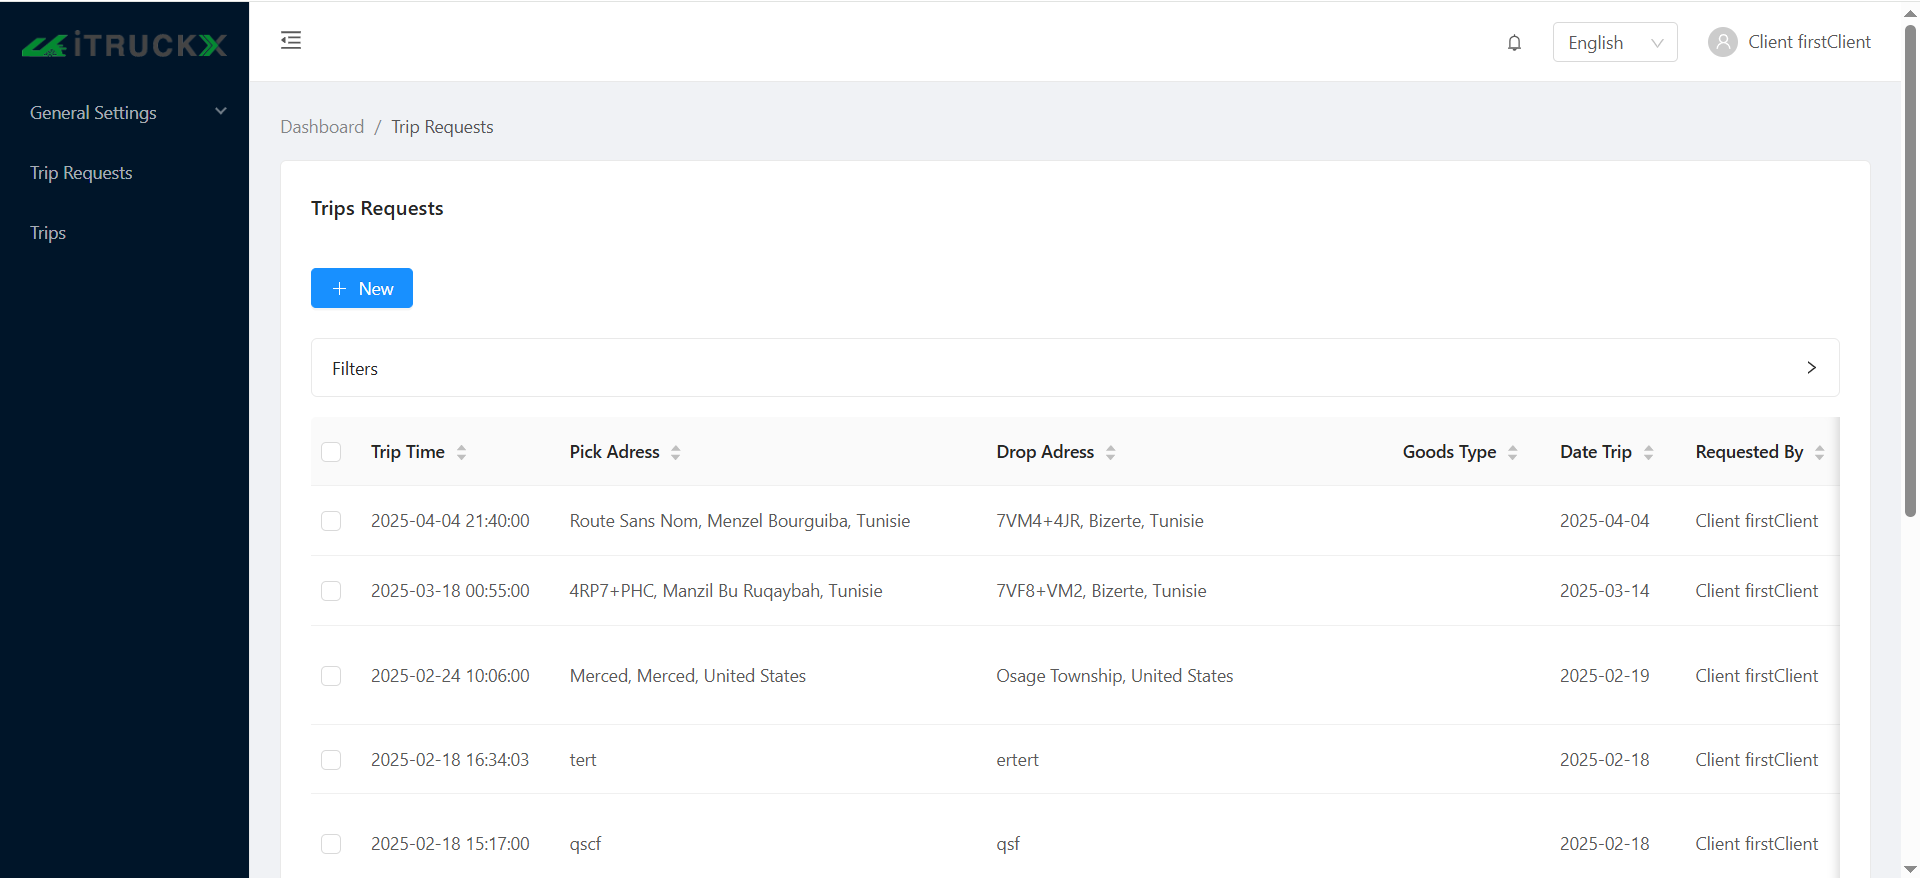 iTRUCKX
English
Client firstClient
General Settings
Trip Requests
Trips
Dashboard / Trip Requests
Trips Requests
+ New
Filters
Trip Time Pick Adress Drop Adress Goods Type Date Trip Requested By
2025-04-04 21:40:00 Route Sans Nom, Menzel Bourguiba, Tunisie 7VM4+4JR, Bizerte, Tunisie 2025-04-04 Client firstClient
2025-03-18 00:55:00 4RP7+PHC, Manzil Bu Ruqaybah, Tunisie 7VF8+VM2, Bizerte, Tunisie 2025-03-14 Client firstClient
2025-02-24 10:06:00 Merced, Merced, United States Osage Township, United States 2025-02-19 Client firstClient
2025-02-18 16:34:03 tert ertert 2025-02-18 Client firstClient
2025-02-18 15:17:00 qscf qsf 2025-02-18 Client firstClient